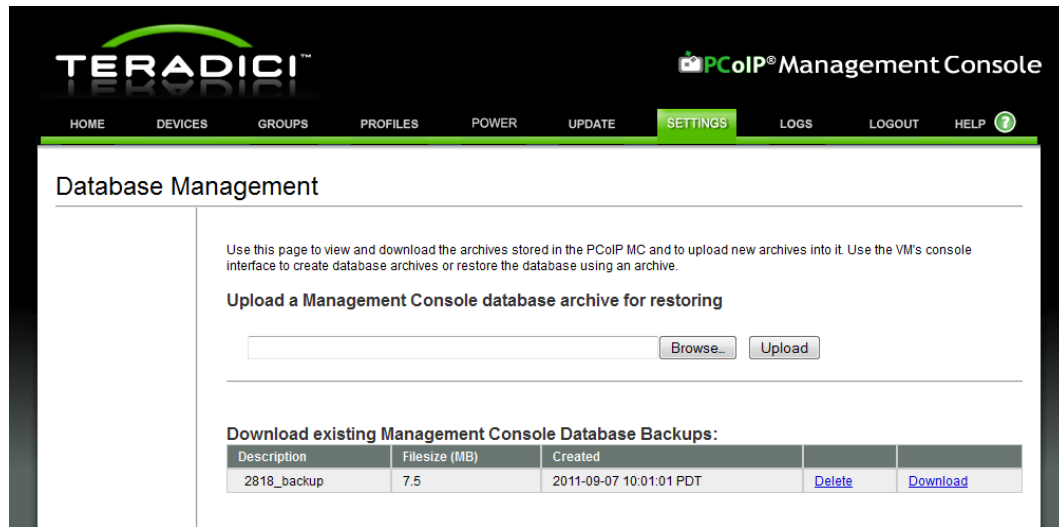 TERADICI™
PCoIP® Management Console
HOME DEVICES GROUPS PROFILES POWER UPDATE SETTINGS LOGS LOGOUT HELP ?
Database Management
Use this page to view and download the archives stored in the PCoIP MC and to upload new archives into it. Use the VM's console
interface to create database archives or restore the database using an archive.
Upload a Management Console database archive for restoring
Browse... Upload
Download existing Management Console Database Backups:
Description Filesize (MB) Created
2818_backup 7.5 2011-09-07 10:01:01 PDT Delete Download